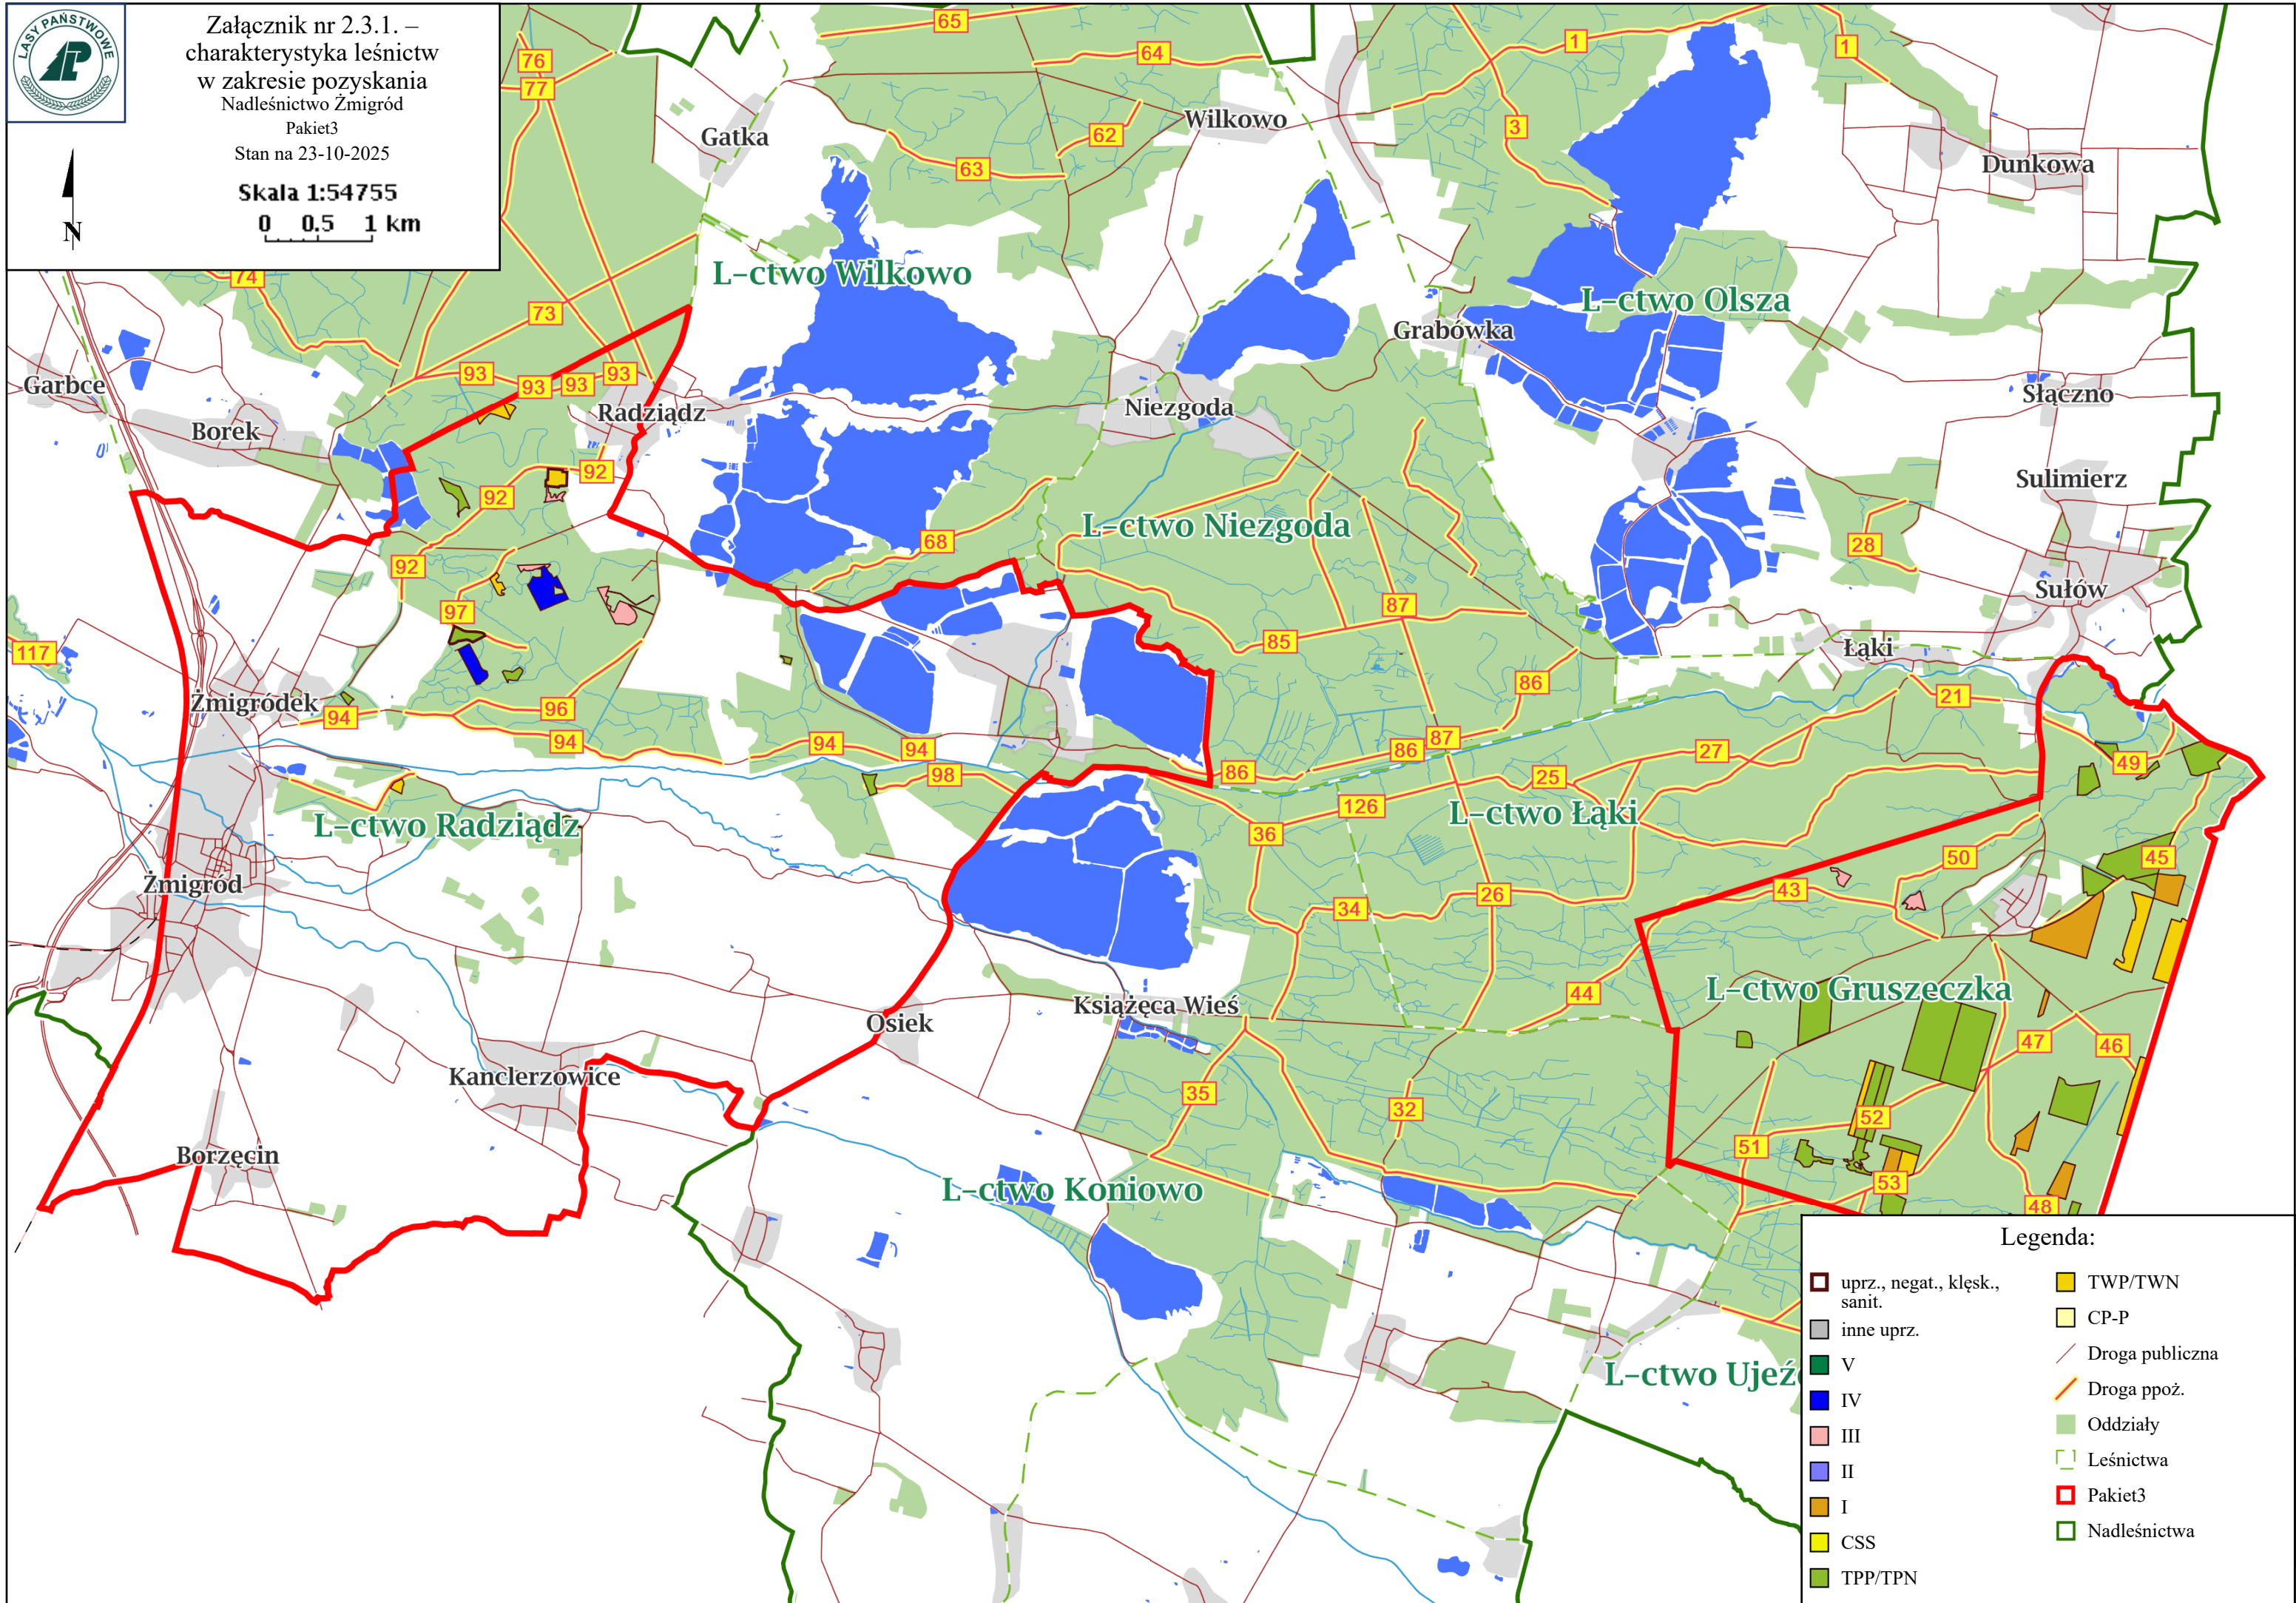 LASY PAŃSTWOWE
Załącznik nr 2.3.1. –
charakterystyka leśnictw
w zakresie pozyskania
Nadleśnictwo Żmigród
Pakiet3
Stan na 23-10-2025
Skala 1:54755
0 0.5 1 km
N
65
76
64
1
1
77
Gatka
Wilkowo
62
3
63
Dunkowa
L-ctwo Wilkowo
74
L-ctwo Olsza
73
Grabówka
Garbce
93
93
93
93
Słączno
Radziądz
Niezgoda
Borek
92
92
Sulimierz
L-ctwo Niezgoda
68
28
92
97
87
Sułów
117
85
Łąki
86
21
Żmigródek
94
96
94
94
94
87
86
27
49
98
86
25
126
L-ctwo Radziądz
36
L-ctwo Łąki
50
45
Żmigród
43
26
34
L-ctwo Gruszeczka
44
Książęca Wieś
Osiek
47
46
Kanclerzowice
35
32
52
51
Borzęcin
53
L-ctwo Koniowo
48
L-ctwo Ujeź
Legenda:
uprz., negat., klęsk.,
sanit.
inne uprz.
V
IV
III
II
I
CSS
TPP/TPN
TWP/TWN
CP-P
Droga publiczna
Droga ppoż.
Oddziały
Leśnictwa
Pakiet3
Nadleśnictwa